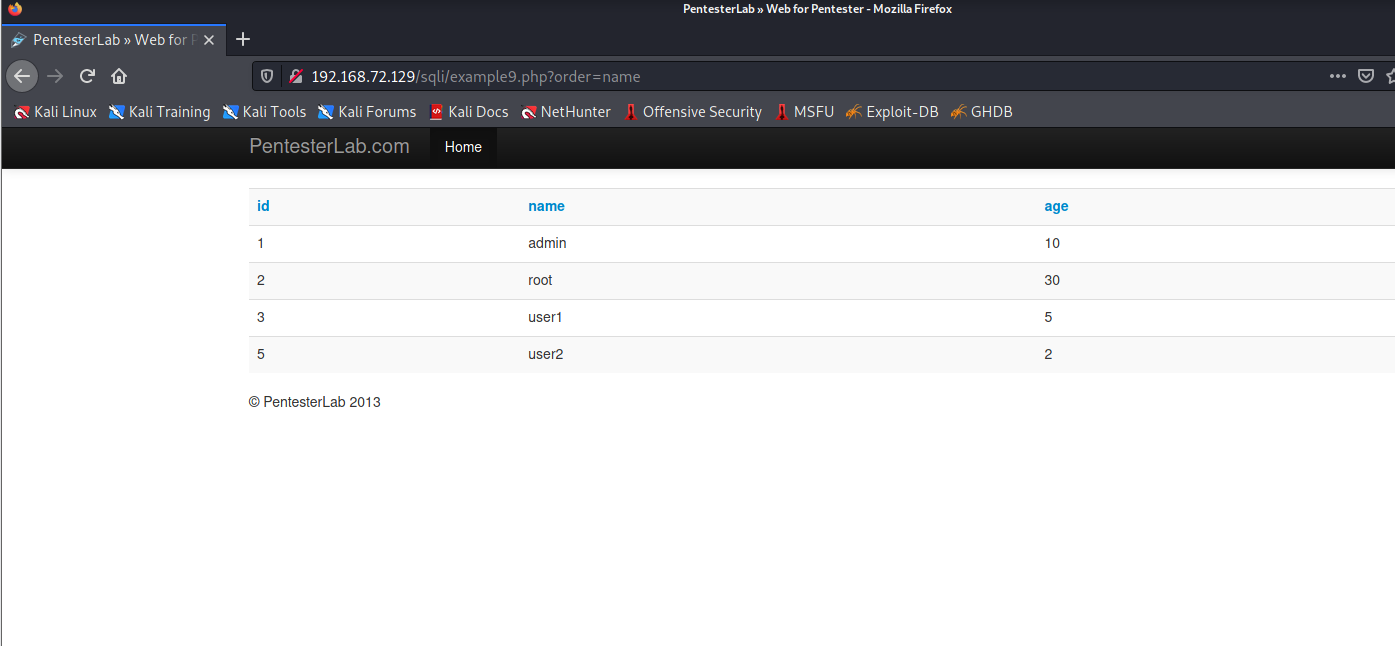 PentesterLab » Web for Pentester - Mozilla Firefox
PentesterLab » Web for P
192.168.72.129/sqli/example9.php?order=name
Kali Linux Kali Training Kali Tools Kali Forums Kali Docs NetHunter Offensive Security MSFU Exploit-DB GHDB
PentesterLab.com Home
id name age
1 admin 10
2 root 30
3 user1 5
5 user2 2
© PentesterLab 2013